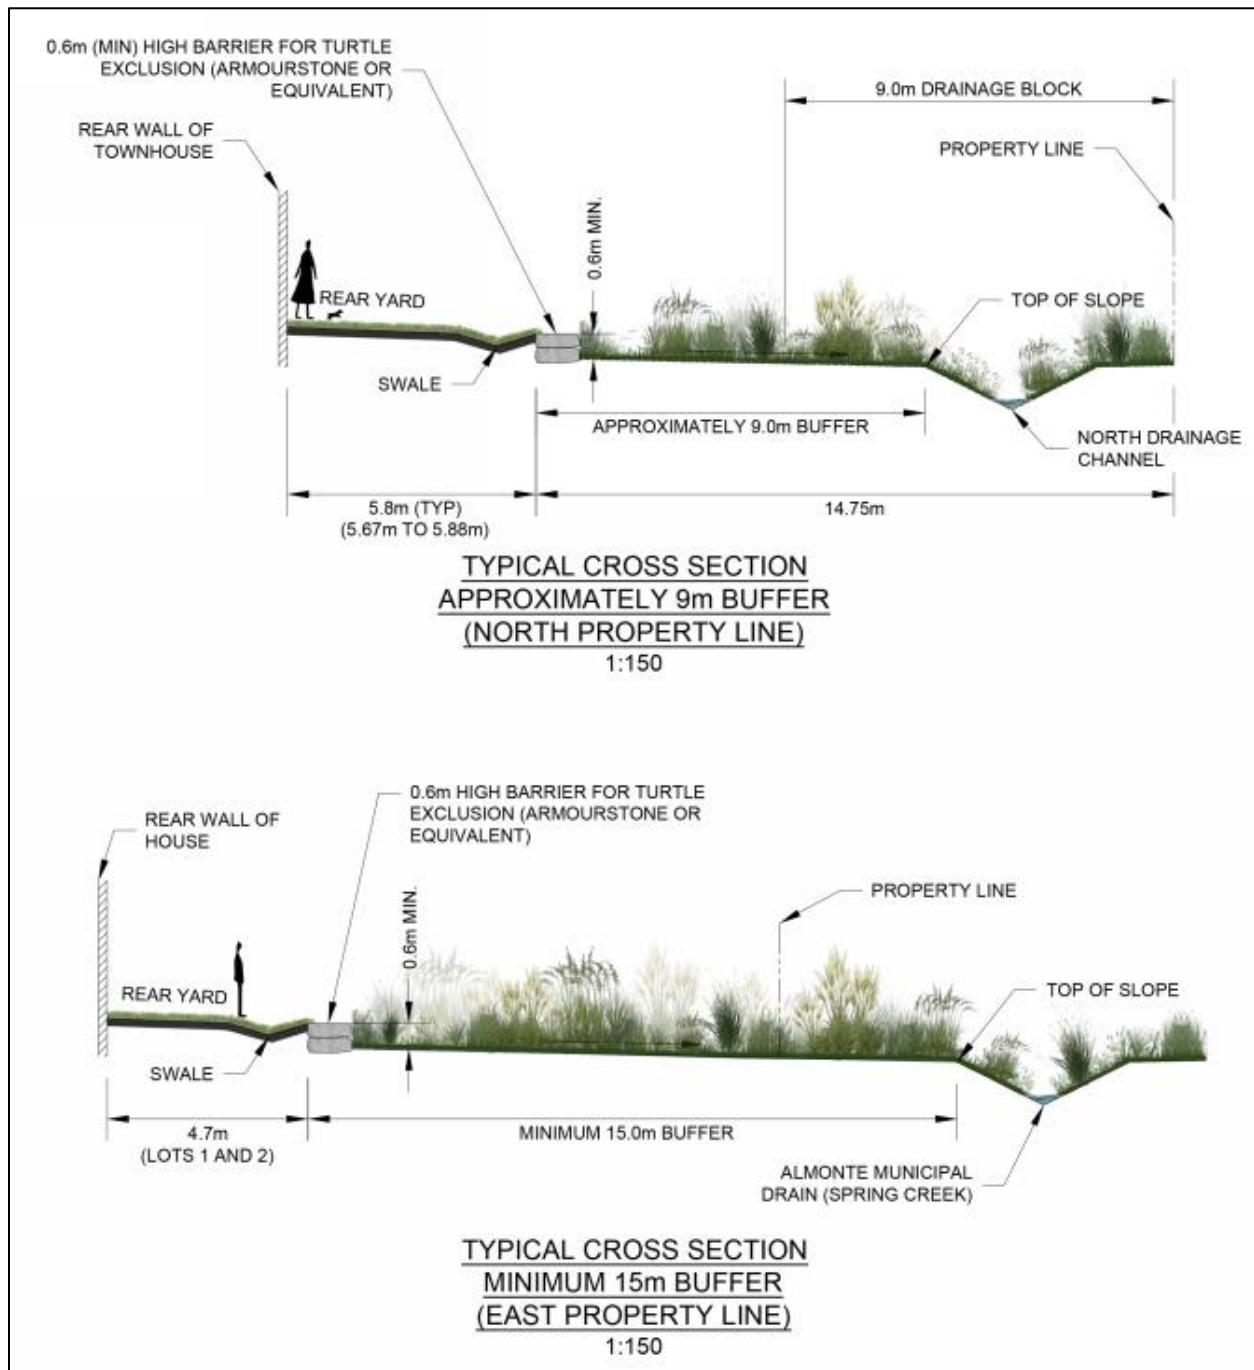 0.6m (MIN) HIGH BARRIER FOR TURTLE
EXCLUSION (ARMOURSTONE OR
EQUIVALENT)
9.0m DRAINAGE BLOCK
REAR WALL OF
TOWNHOUSE
PROPERTY LINE
0.6m MIN.
REAR YARD
TOP OF SLOPE
SWALE
APPROXIMATELY 9.0m BUFFER
NORTH DRAINAGE
CHANNEL
5.8m (TYP)
(5.67m TO 5.88m)
14.75m
TYPICAL CROSS SECTION
APPROXIMATELY 9m BUFFER
(NORTH PROPERTY LINE)
1:150
0.6m HIGH BARRIER FOR TURTLE
EXCLUSION (ARMOURSTONE OR
EQUIVALENT)
REAR WALL OF
HOUSE
PROPERTY LINE
0.6m MIN.
REAR YARD
TOP OF SLOPE
SWALE
4.7m
(LOTS 1 AND 2)
MINIMUM 15.0m BUFFER
ALMONTE MUNICIPAL
DRAIN (SPRING CREEK)
TYPICAL CROSS SECTION
MINIMUM 15m BUFFER
(EAST PROPERTY LINE)
1:150